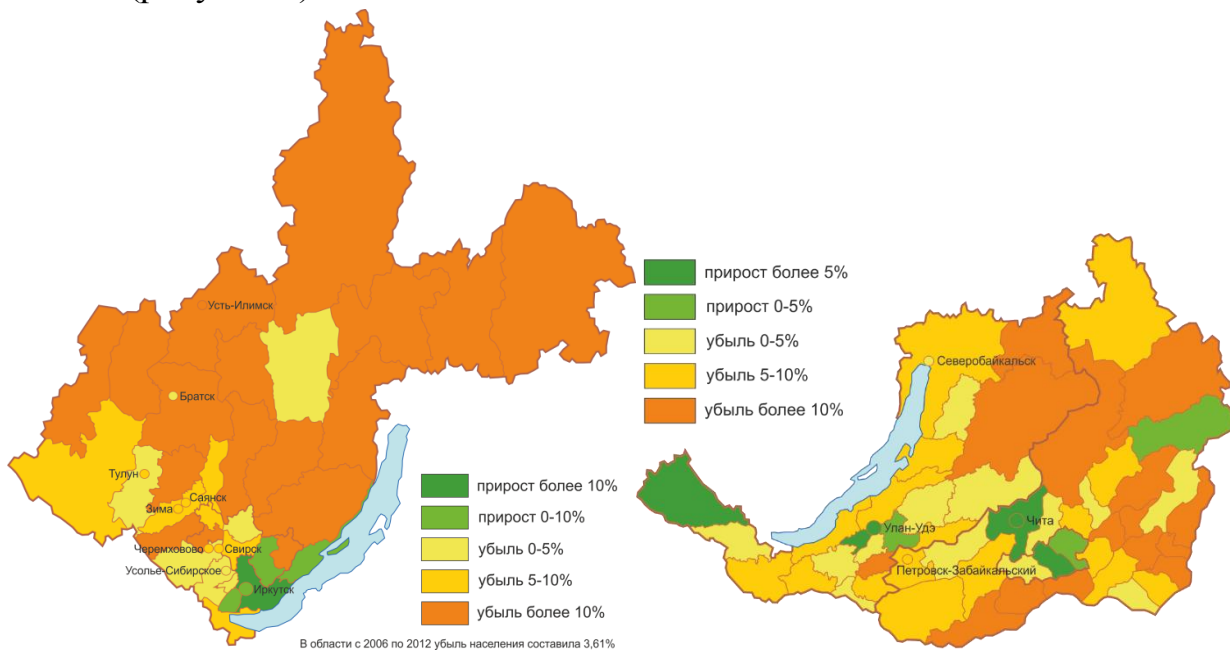 Усть-Илимск
Братск
Тулун
Саянск
Зима
Черемховово
Свирск
Усолье-Сибирское
Иркутск
прирост более 10%
прирост 0-10%
убыль 0-5%
убыль 5-10%
убыль более 10%
В области с 2006 по 2012 убыль населения составила 3,61%
прирост более 5%
прирост 0-5%
убыль 0-5%
убыль 5-10%
убыль более 10%
Северобайкальск
Улан-Удэ
Чита
Петровск-Забайкальский